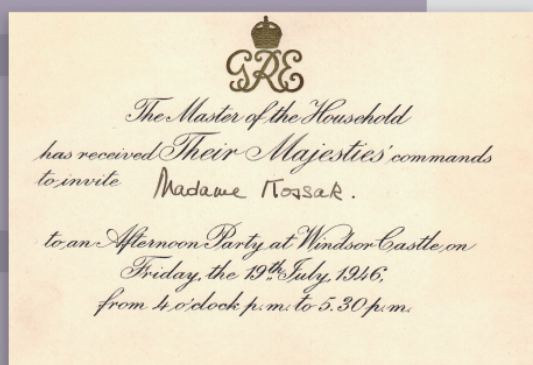 GRE
The Master of the Household
has received Their Majesties' commands
to invite Madame Kossak.
to an Afternoon Party at Windsor Castle, on
Friday, the 19th July, 1946,
from 4 o'clock p.m. to 5.30 p.m.